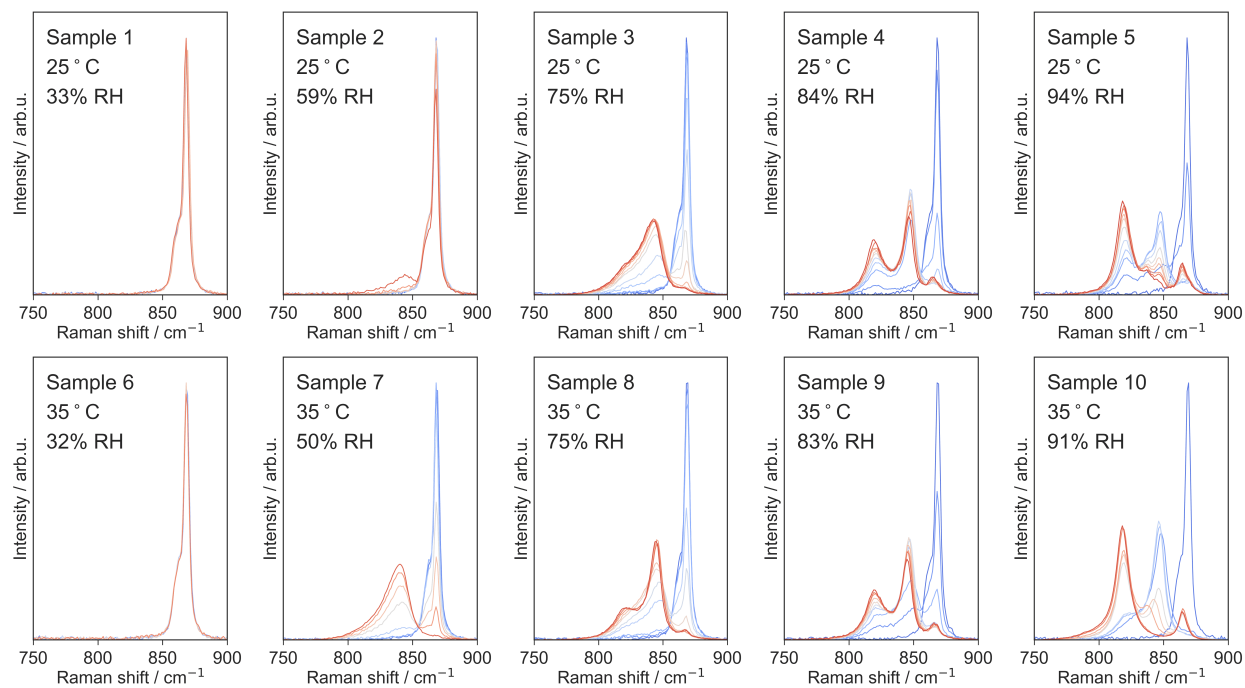 Sample 1
25 ° C
33% RH
Intensity / arb.u.
750 800 850 900
Raman shift / cm⁻¹
Sample 2
25 ° C
59% RH
Intensity / arb.u.
750 800 850 900
Raman shift / cm⁻¹
Sample 3
25 ° C
75% RH
Intensity / arb.u.
750 800 850 900
Raman shift / cm⁻¹
Sample 4
25 ° C
84% RH
Intensity / arb.u.
750 800 850 900
Raman shift / cm⁻¹
Sample 5
25 ° C
94% RH
Intensity / arb.u.
750 800 850 900
Raman shift / cm⁻¹
Sample 6
35 ° C
32% RH
Intensity / arb.u.
750 800 850 900
Raman shift / cm⁻¹
Sample 7
35 ° C
50% RH
Intensity / arb.u.
750 800 850 900
Raman shift / cm⁻¹
Sample 8
35 ° C
75% RH
Intensity / arb.u.
750 800 850 900
Raman shift / cm⁻¹
Sample 9
35 ° C
83% RH
Intensity / arb.u.
750 800 850 900
Raman shift / cm⁻¹
Sample 10
35 ° C
91% RH
Intensity / arb.u.
750 800 850 900
Raman shift / cm⁻¹